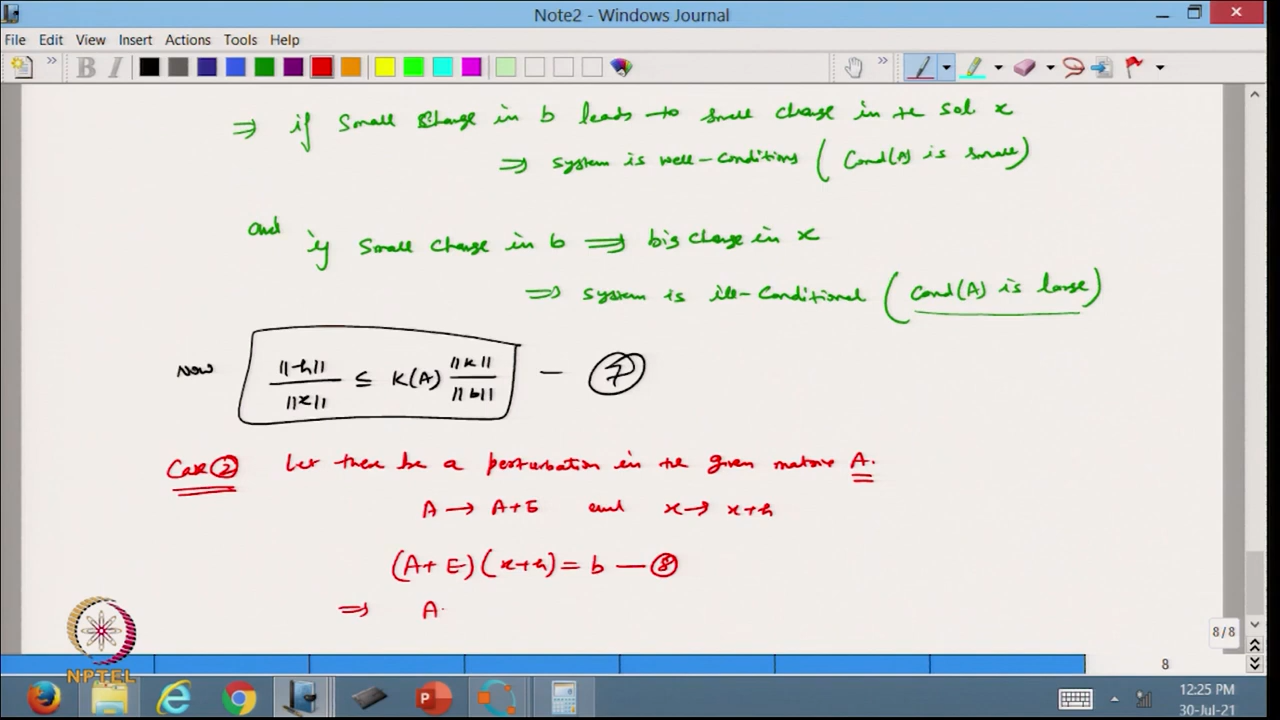 Note2 - Windows Journal
File Edit View Insert Actions Tools Help
⇒ if small change in b leads to small change in the sol x
⇒ system is well-conditions (Cond(A) is small)
and if small change in b ⇒ big change in x
⇒ system is ill-conditional (Cond(A) is large)
Now ||h||/||x|| ≤ K(A) ||k||/||b|| — ⑦
Case ② Let there be a perturbation in the given matrix A.
A → A+E and x → x+h
(A+E)(x+h) = b — ⑧
⇒ A
8/8
NPTEL
8
12:25 PM
30-Jul-21